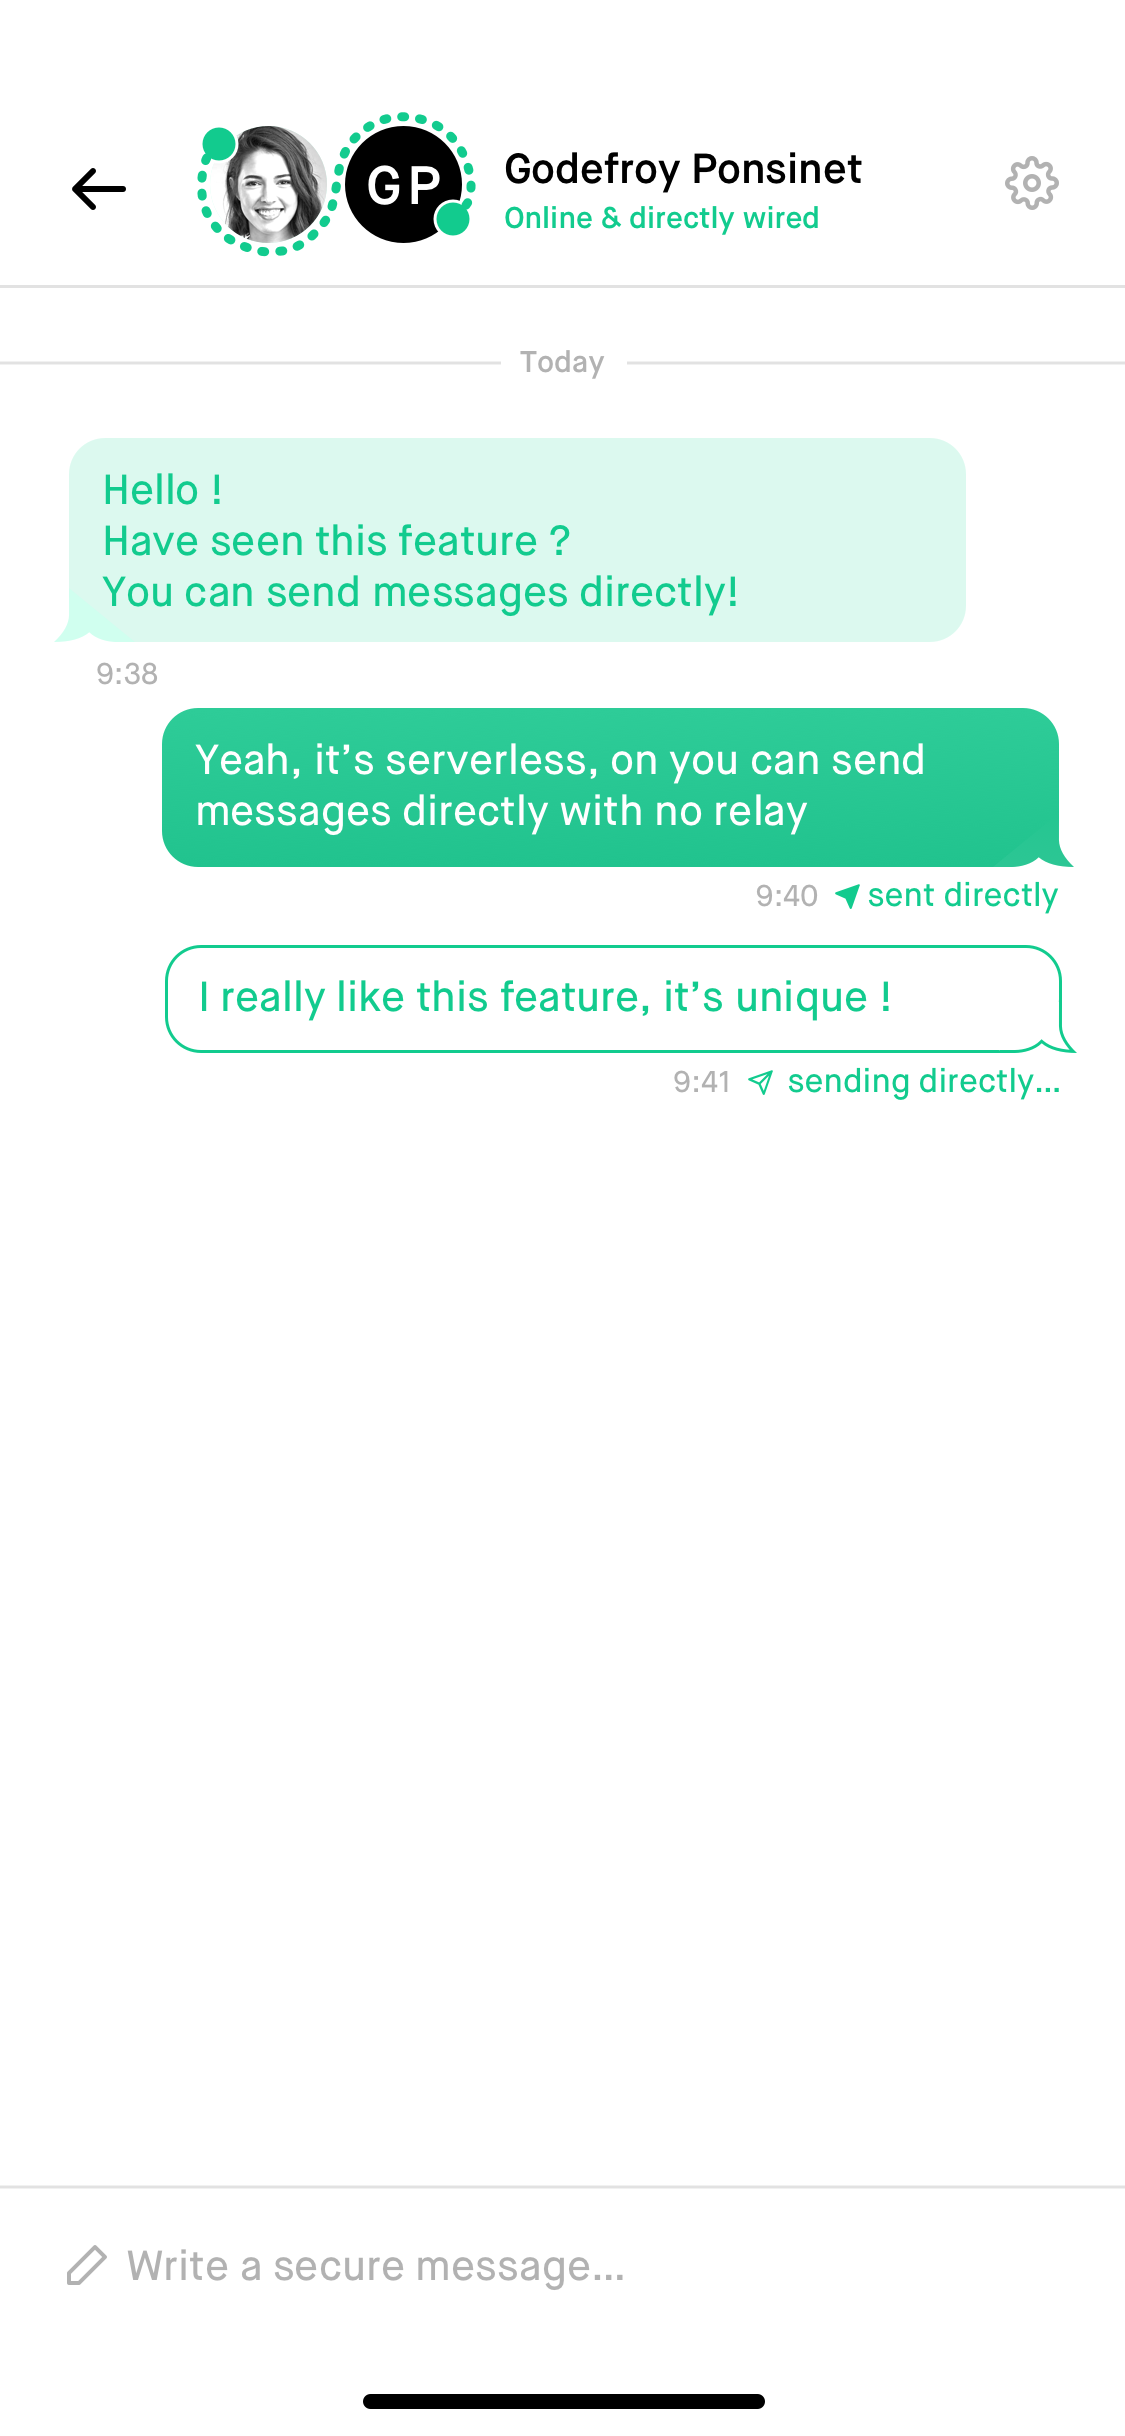 GP
Godefroy Ponsinet
Online & directly wired
Today
Hello !
Have seen this feature ?
You can send messages directly!
9:38
Yeah, it’s serverless, on you can send
messages directly with no relay
9:40 sent directly
I really like this feature, it’s unique !
9:41 sending directly...
Write a secure message...